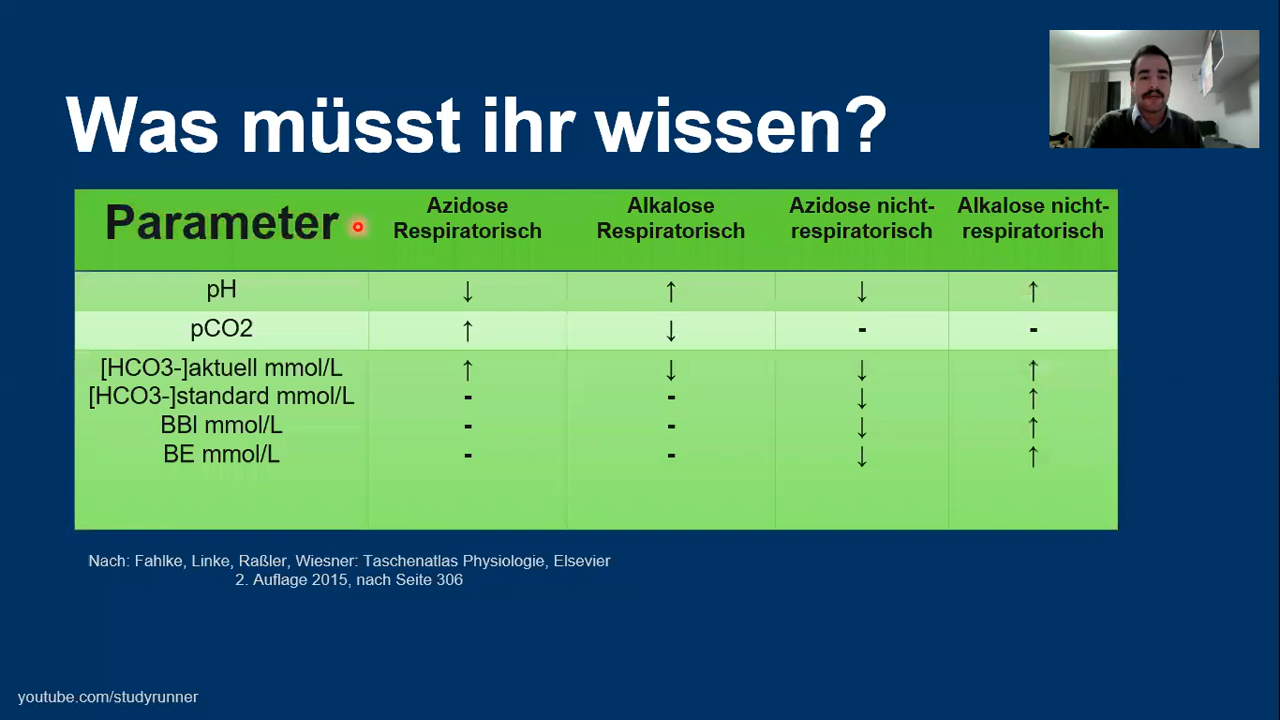 Was müsst ihr wissen?
Parameter
Azidose Respiratorisch
Alkalose Respiratorisch
Azidose nicht-respiratorisch
Alkalose nicht-respiratorisch
pH ↓ ↑ ↓ ↑
pCO2 ↑ ↓ - -
[HCO3-]aktuell mmol/L ↑ ↓ ↓ ↑
[HCO3-]standard mmol/L - - ↓ ↑
BBl mmol/L - - ↓ ↑
BE mmol/L - - ↓ ↑
Nach: Fahlke, Linke, Raßler, Wiesner: Taschenatlas Physiologie, Elsevier
2. Auflage 2015, nach Seite 306
youtube.com/studyrunner